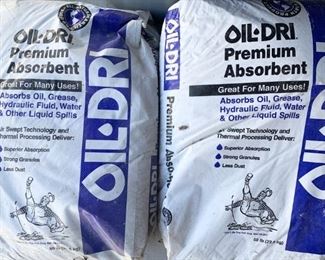 OIL-DRI
Premium
Absorbent
Great For Many Uses!
Absorbs Oil, Grease,
Hydraulic Fluid, Water
& Other Liquid Spills
Air Swept Technology and
Thermal Processing Deliver:
Superior Absorption
Strong Granules
Less Dust
OIL-DRI
OIL-DRI
Premium
OIL-DRI
Premium
Absorbent
Great For Many Uses!
Absorbs Oil, Grease,
Hydraulic Fluid, Water
& Other Liquid Spills
Air Swept Technology and
Thermal Processing Deliver:
Superior Absorption
Strong Granules
Less Dust
OIL-DRI